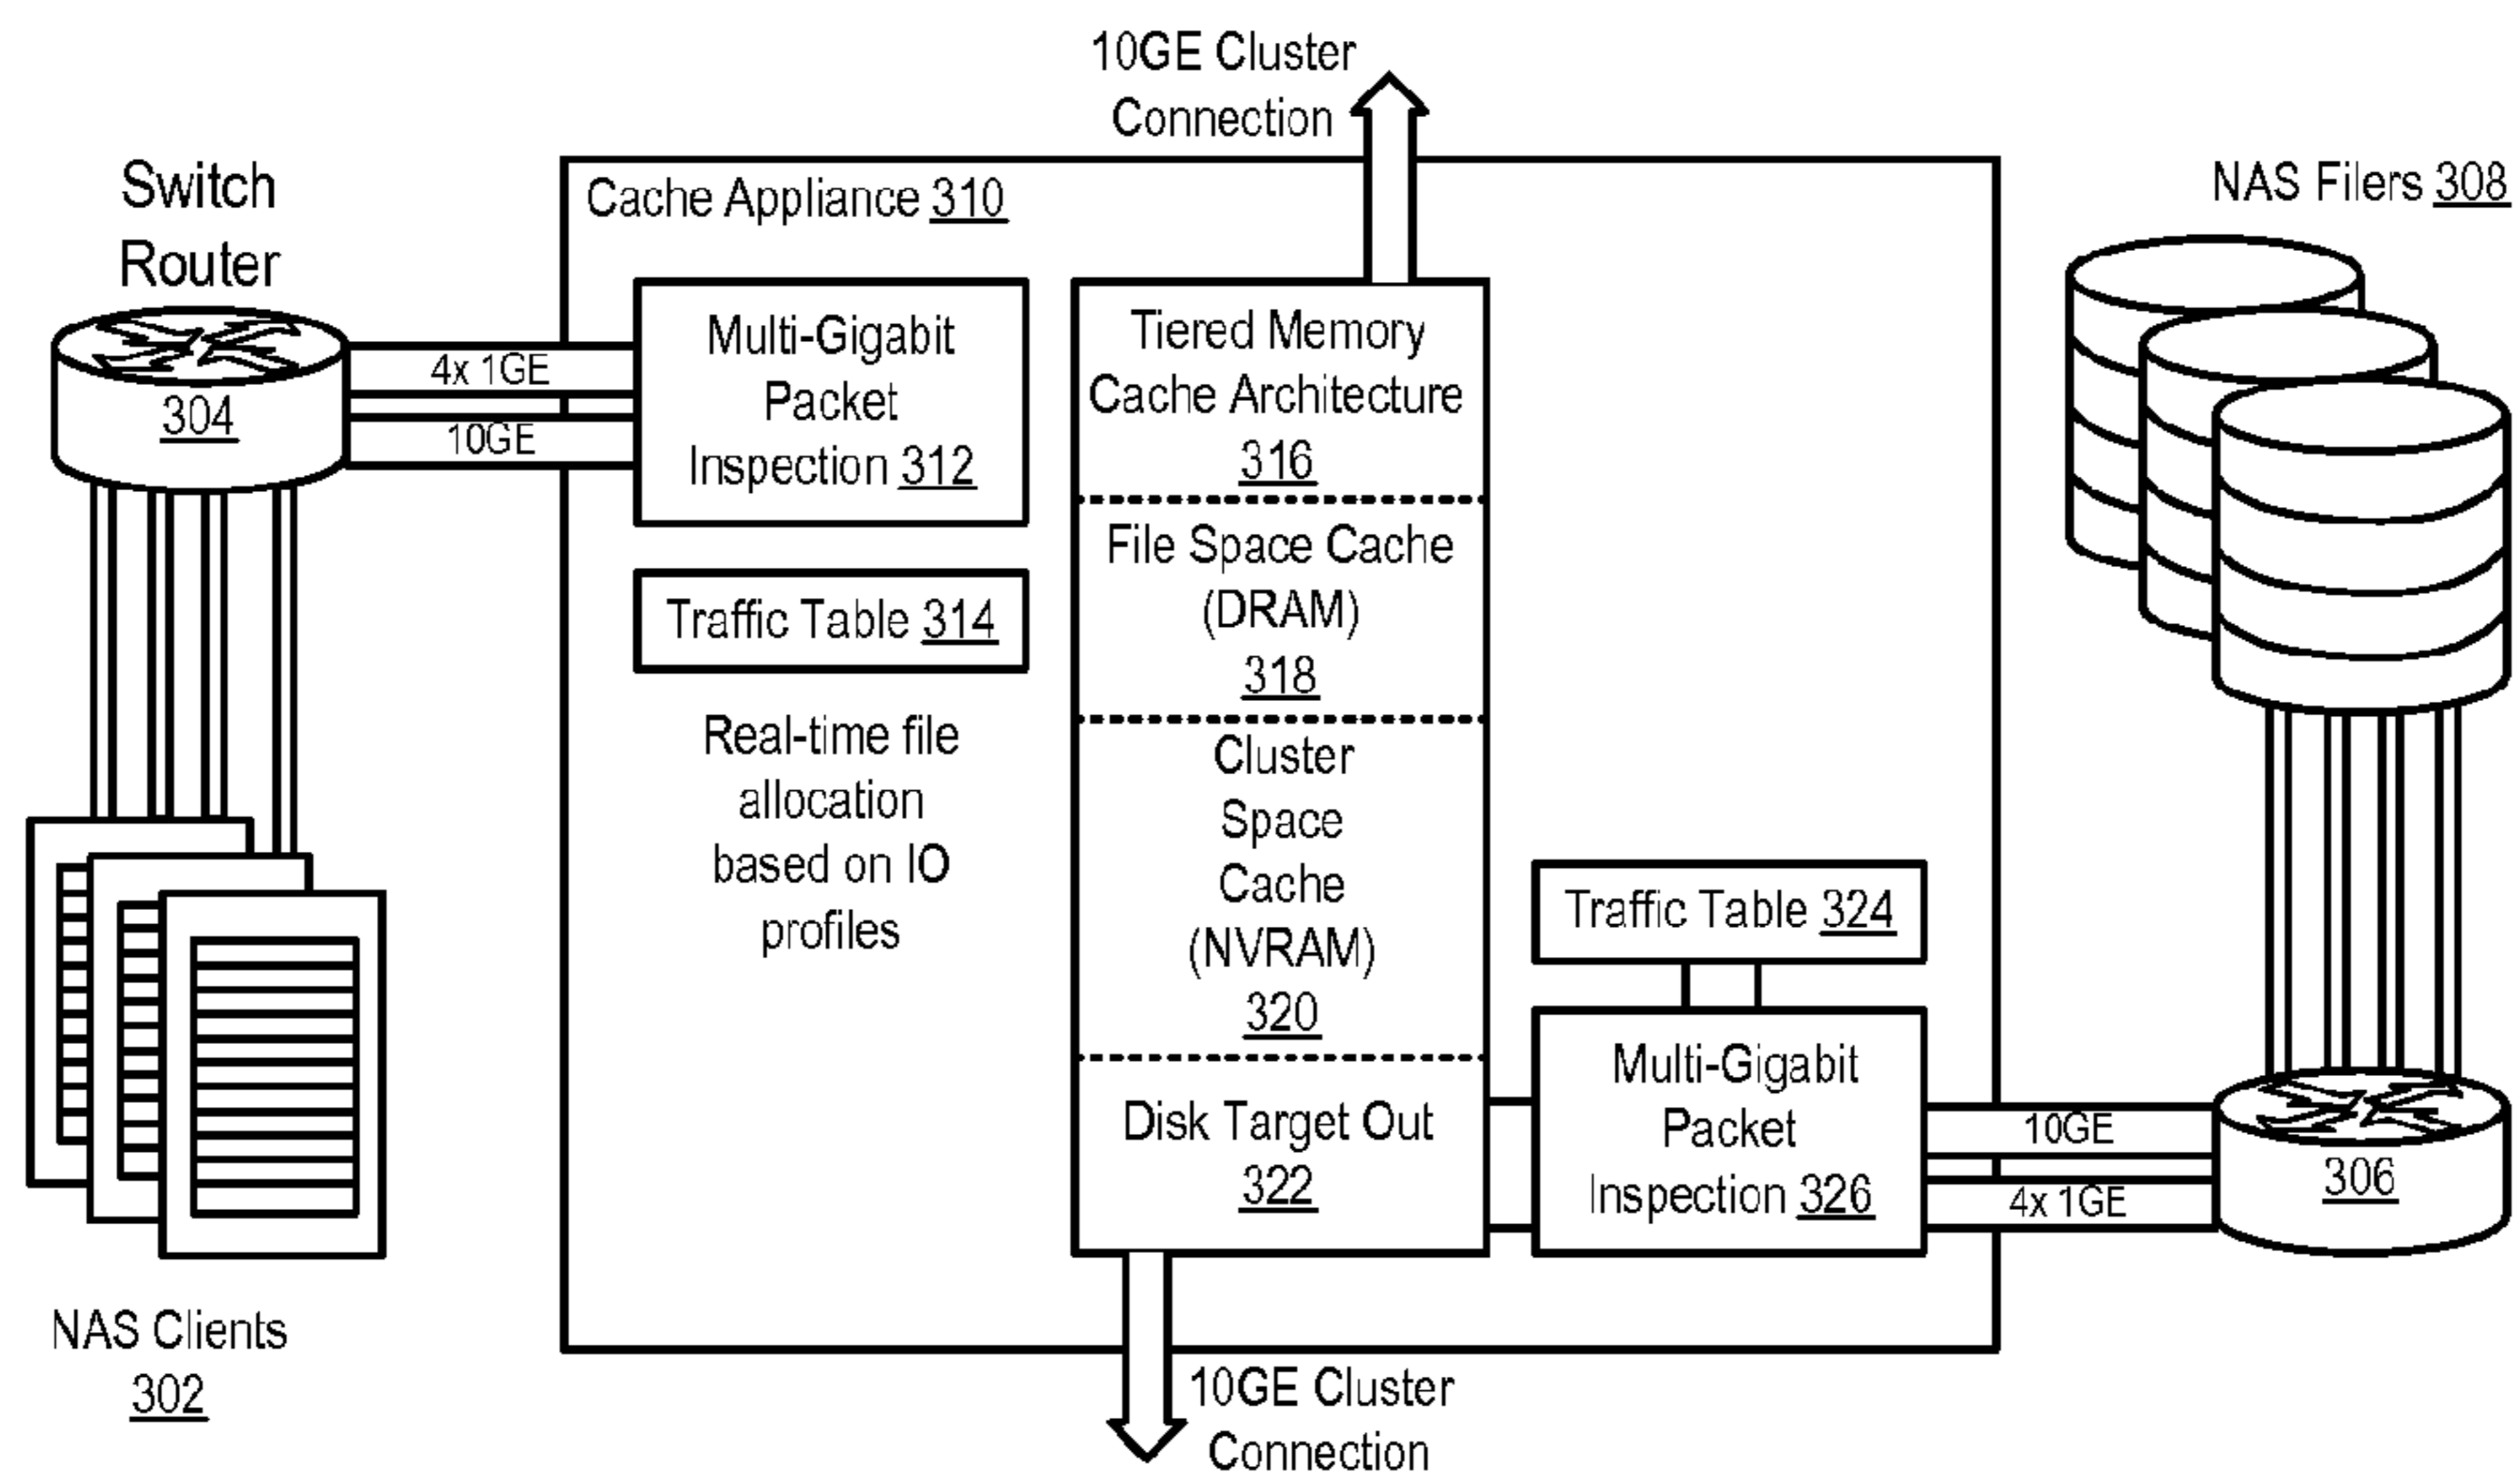 10GE Cluster
Connection
Switch
Router
Cache Appliance 310
NAS Filers 308
4x 1GE
304
10GE
Multi-Gigabit
Packet
Inspection 312
Traffic Table 314
Real-time file
allocation
based on IO
profiles
Tiered Memory
Cache Architecture
316
File Space Cache
(DRAM)
318
Cluster
Space
Cache
(NVRAM)
320
Disk Target Out
322
Traffic Table 324
Multi-Gigabit
Packet
Inspection 326
10GE
4x 1GE
306
NAS Clients
302
10GE Cluster
Connection